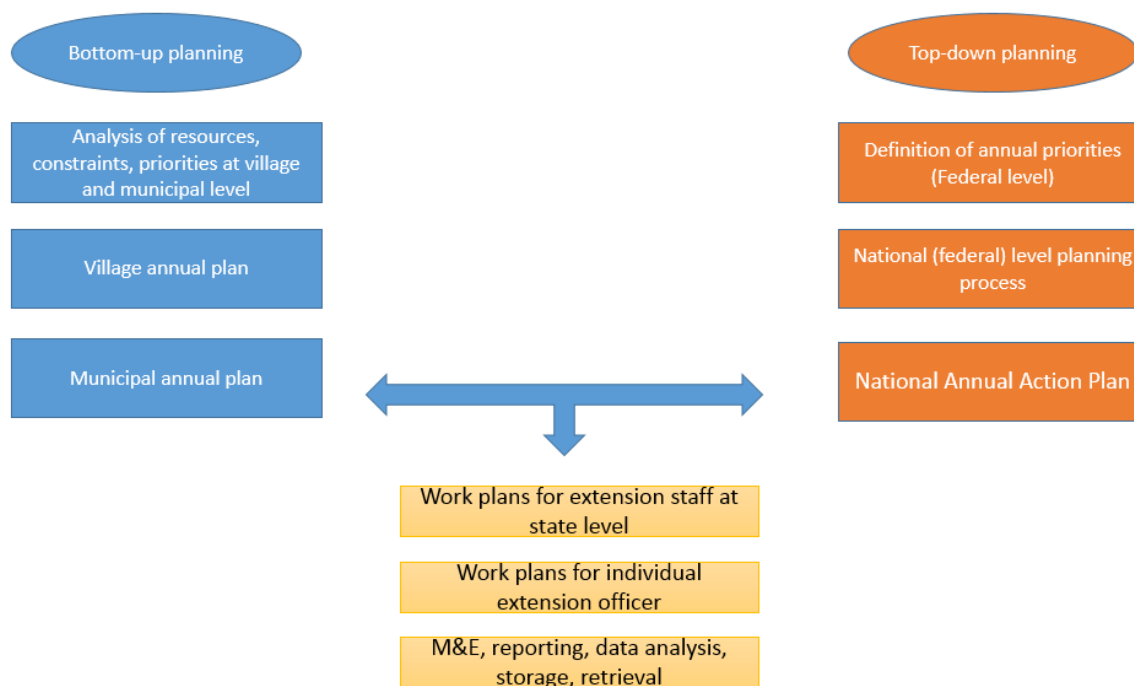 Bottom-up planning
Analysis of resources,
constraints, priorities at village
and municipal level
Village annual plan
Municipal annual plan
Top-down planning
Definition of annual priorities
(Federal level)
National (federal) level planning
process
National Annual Action Plan
Work plans for extension staff at
state level
Work plans for individual
extension officer
M&E, reporting, data analysis,
storage, retrieval